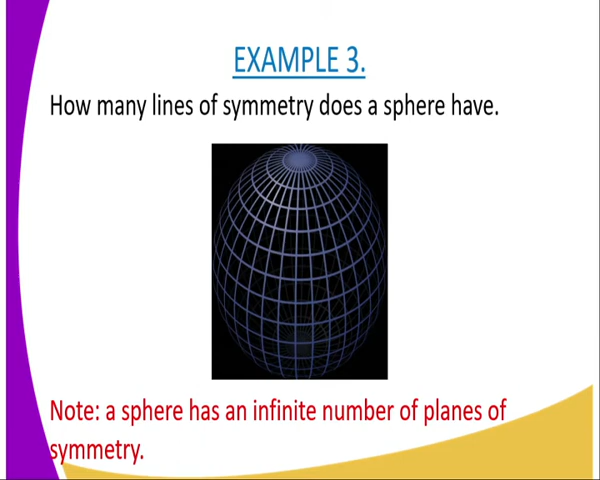 EXAMPLE 3.
How many lines of symmetry does a sphere have.
Note: a sphere has an infinite number of planes of
symmetry.